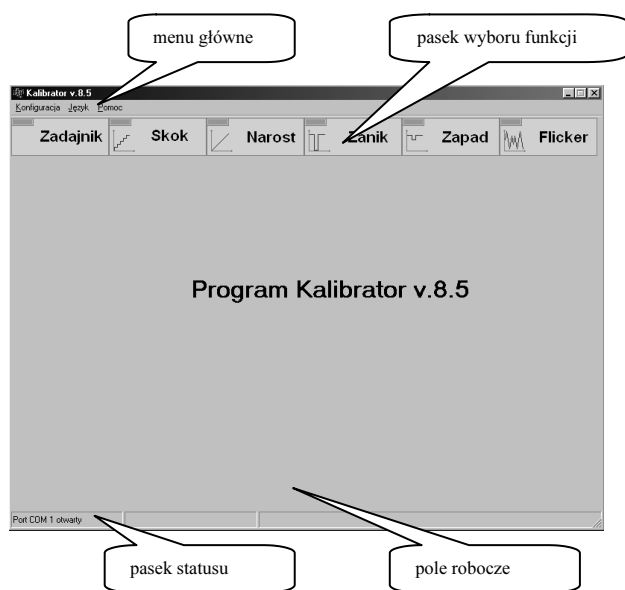 menu główne
pasek wyboru funkcji
Kalibrator v.8.5
Konfiguracja Język Pomoc
Zadajnik Skok Narost Zanik Zapad Flicker
Program Kalibrator v.8.5
Port COM 1 otwarty
pasek statusu
pole robocze